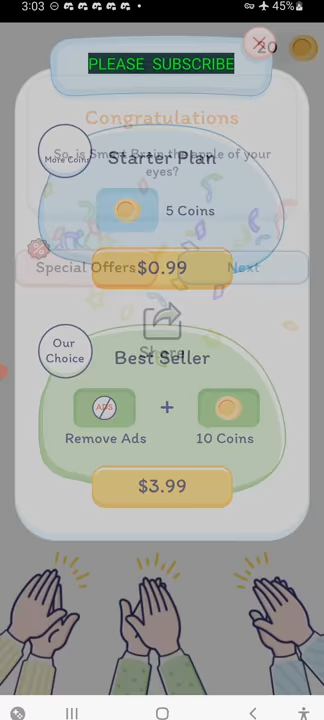 3:03 45%
20
PLEASE SUBSCRIBE
Congratulations
More Coins
Starter Plan
So, is Smart Brain the apple of your
eyes?
5 Coins
Special Offers
$0.99
Next
Share
Our
Choice
Best Seller
ADS
+
Remove Ads
10 Coins
$3.99